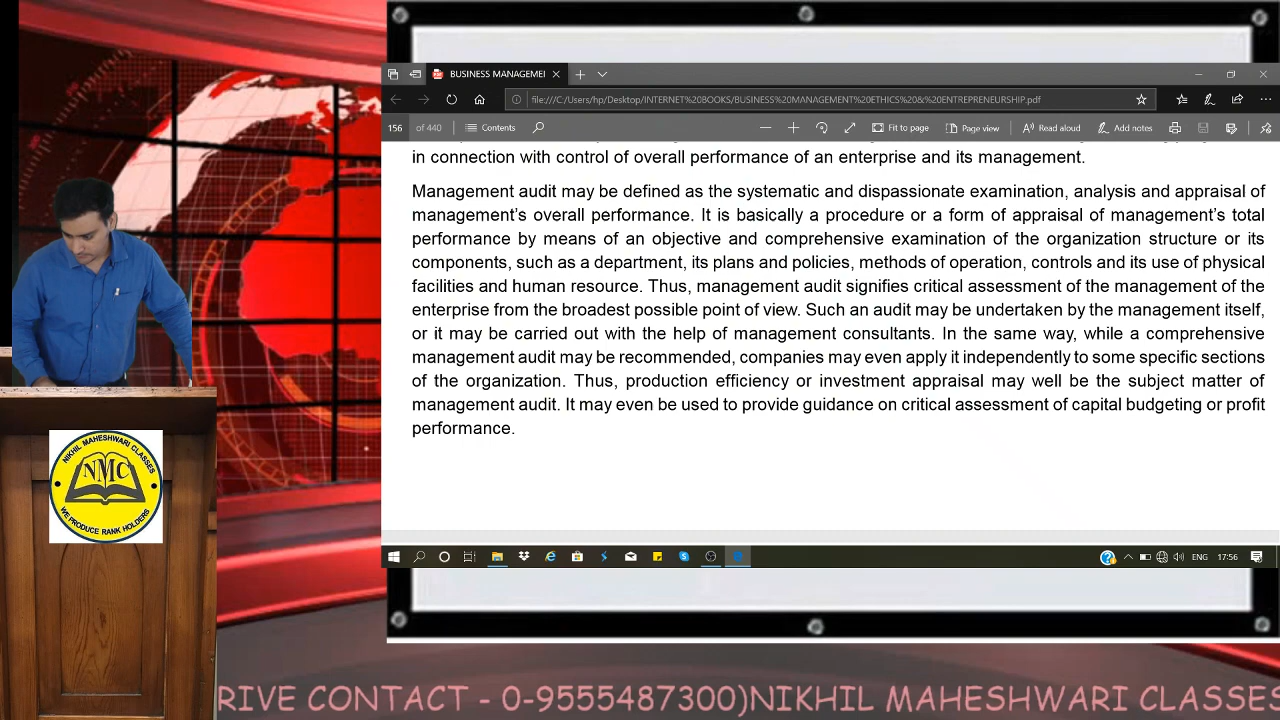 BUSINESS MANAGEMEI
file:///C:/Users/hp/Desktop/INTERNET%20BOOKS/BUSINESS%20MANAGEMENT%20ETHICS%20&%20ENTREPRENEURSHIP.pdf
156 of 440 Contents Fit to page Page view Read aloud Add notes
in connection with control of overall performance of an enterprise and its management.
Management audit may be defined as the systematic and dispassionate examination, analysis and appraisal of
management's overall performance. It is basically a procedure or a form of appraisal of management's total
performance by means of an objective and comprehensive examination of the organization structure or its
components, such as a department, its plans and policies, methods of operation, controls and its use of physical
facilities and human resource. Thus, management audit signifies critical assessment of the management of the
enterprise from the broadest possible point of view. Such an audit may be undertaken by the management itself,
or it may be carried out with the help of management consultants. In the same way, while a comprehensive
management audit may be recommended, companies may even apply it independently to some specific sections
of the organization. Thus, production efficiency or investment appraisal may well be the subject matter of
management audit. It may even be used to provide guidance on critical assessment of capital budgeting or profit
performance.
ENG 17:56
NIKHIL MAHESHWARI CLASSES
NMC
WE PRODUCE RANK HOLDERS
RIVE CONTACT - 0-9555487300)NIKHIL MAHESHWARI CLASSES